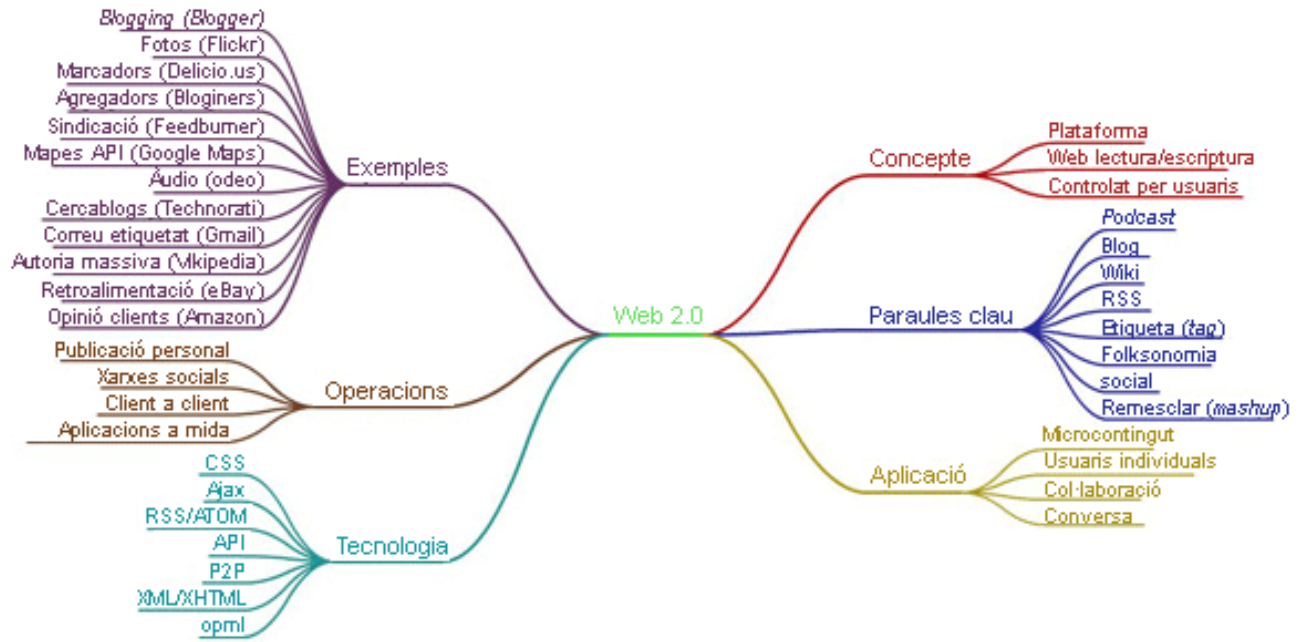 Web 2.0
Exemples
Blogging (Blogger)
Fotos (Flickr)
Marcadors (Delicio.us)
Agregadors (Bloginers)
Sindicació (Feedburner)
Mapes API (Google Maps)
Àudio (odeo)
Cercablogs (Technorati)
Correu etiquetat (Gmail)
Autoria massiva (Vikipedia)
Retroalimentació (eBay)
Opinió clients (Amazon)
Operacions
Publicació personal
Xarxes socials
Client a client
Aplicacions a mida
Tecnologia
CSS
Ajax
RSS/ATOM
API
P2P
XML/XHTML
opml
Concepte
Plataforma
Web lectura/escriptura
Controlat per usuaris
Paraules clau
Podcast
Blog
Wiki
RSS
Etiqueta (tag)
Folksonomia
social
Remesclar (mashup)
Aplicació
Microcontingut
Usuaris individuals
Col·laboració
Conversa